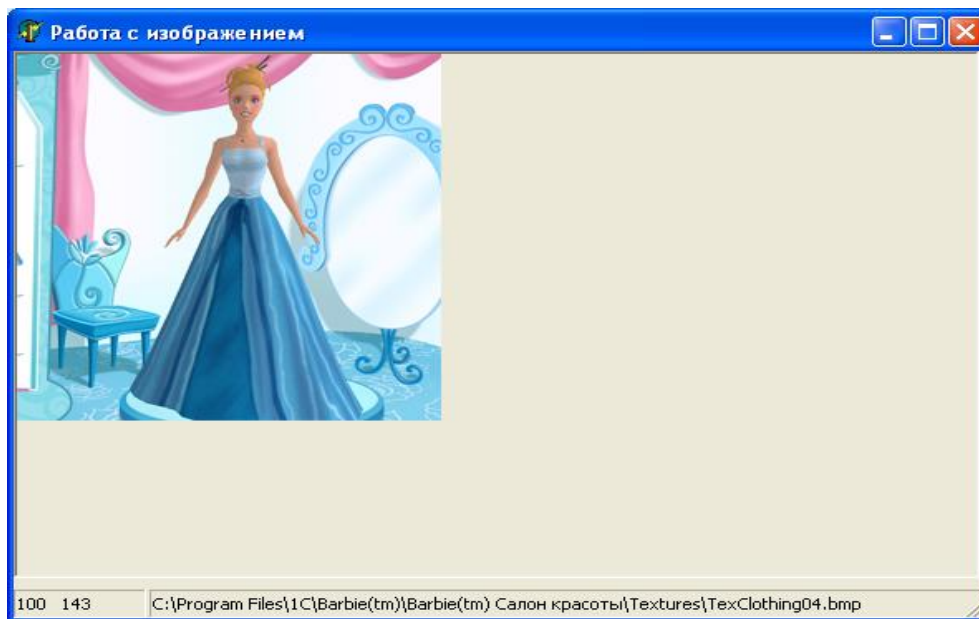 Работа с изображением
100 143 C:\Program Files\1C\Barbie(tm)\Barbie(tm) Салон красоты\Textures\TexClothing04.bmp